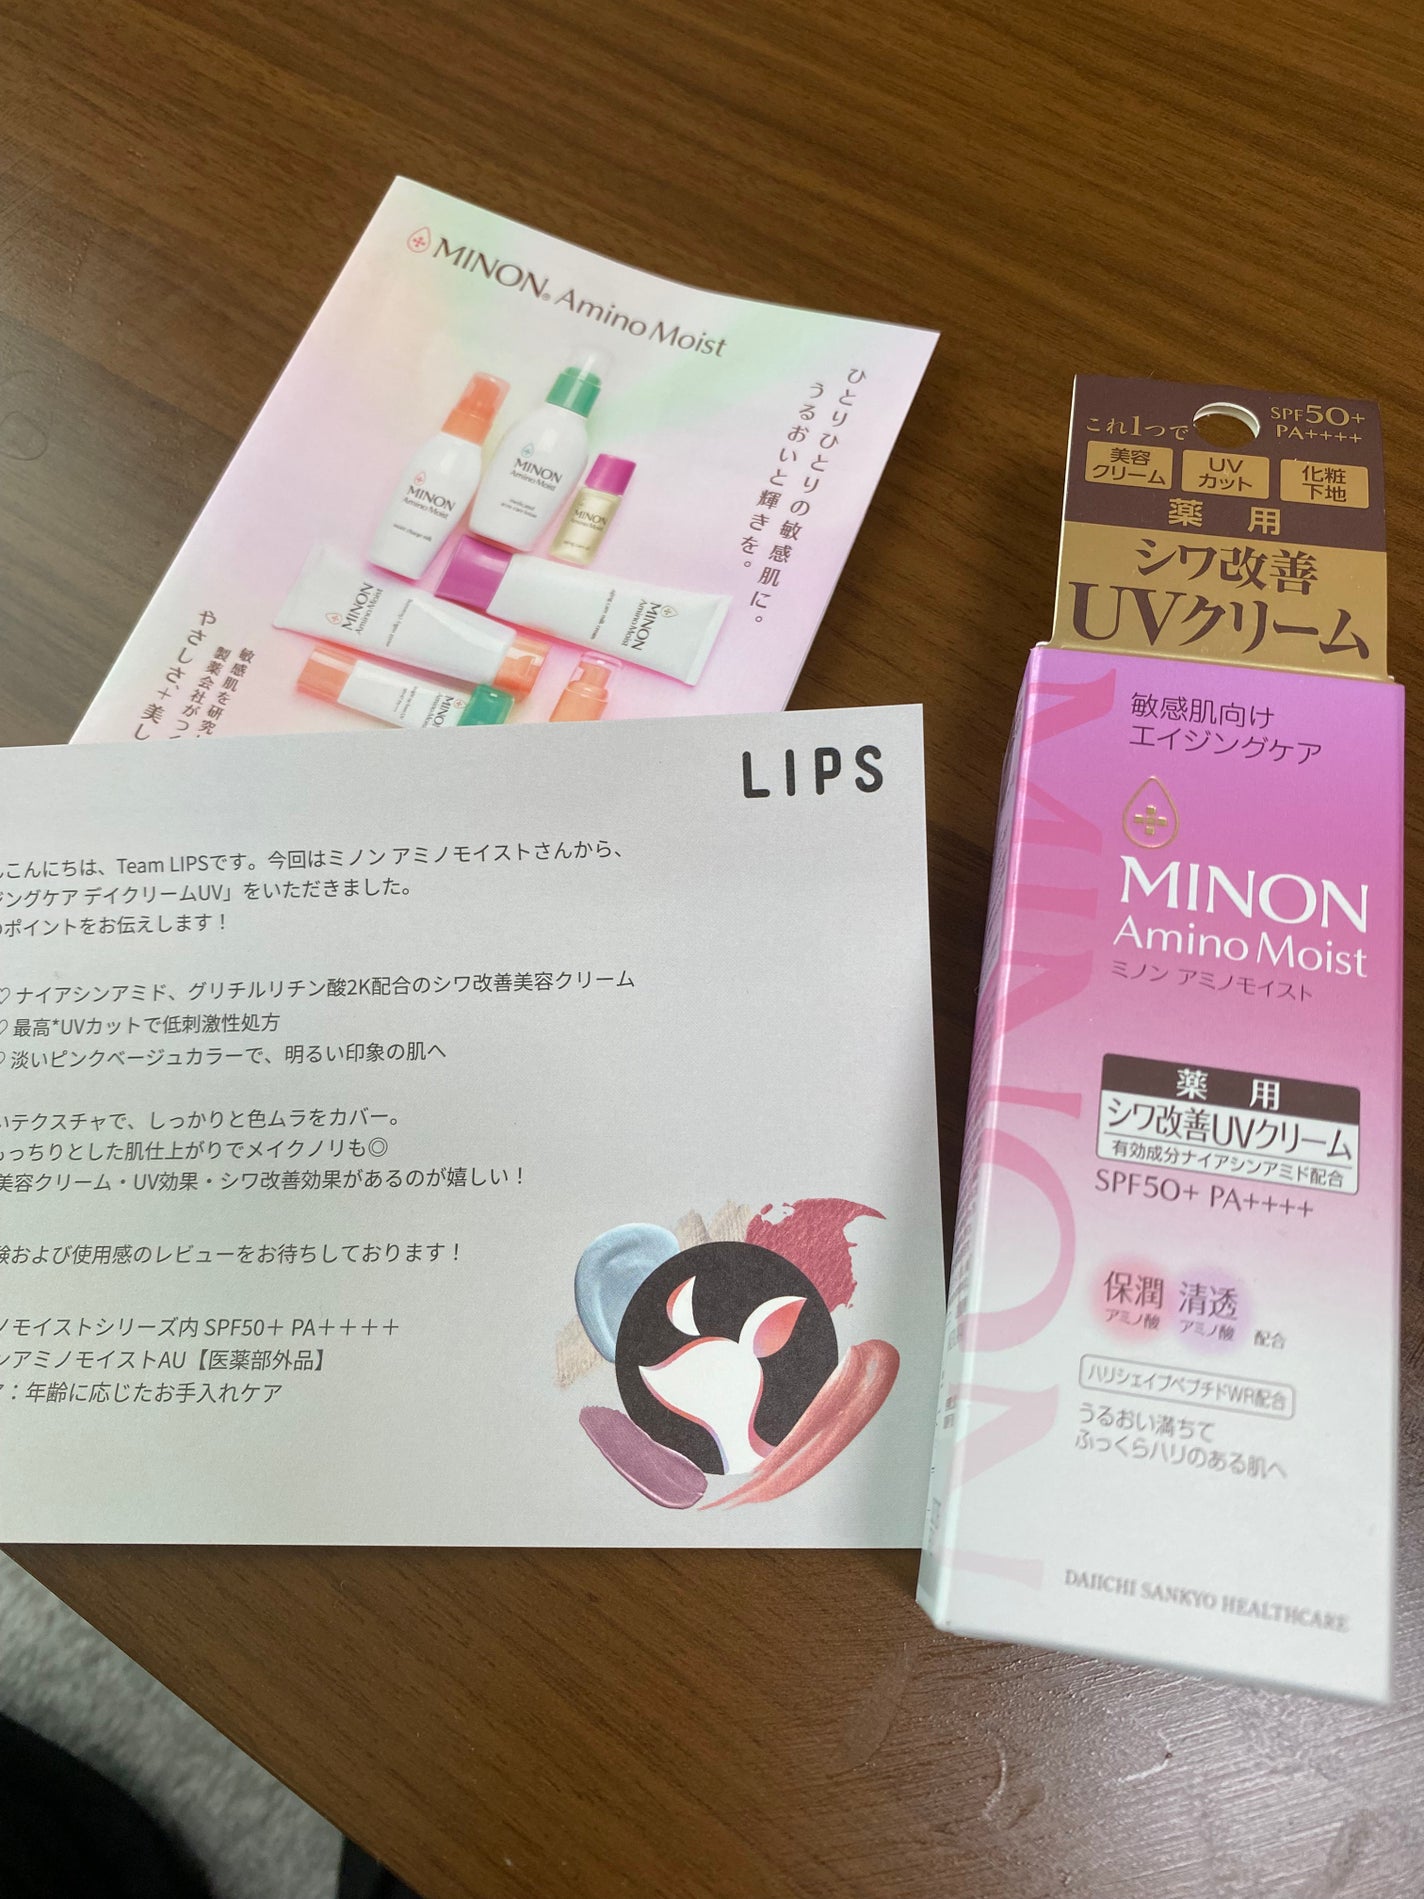 MINON® Amino Moist
ひとりひとりの敏感肌に。
うるおいと輝きを。
MINON
Amino Moist
MINON
Amino Moist
MINON
MINON
Amino Moist
MINON
Amino Moist
敏感肌を研究
製薬会社がつ
やさしさ、+美し
LIPS
こんにちは、Team LIPSです。今回はミノン アミノモイストさんから、
ジングケア デイクリームUV」をいただきました。
ポイントをお伝えします！
♡ ナイアシンアミド、グリチルリチン酸2K配合のシワ改善美容クリーム
♡ 最高*UVカットで低刺激性処方
♡ 淡いピンクベージュカラーで、明るい印象の肌へ
いテクスチャで、しっかりと色ムラをカバー。
もっちりとした肌仕上がりでメイクノリも◎
美容クリーム・UV効果・シワ改善効果があるのが嬉しい！
および使用感のレビューをお待ちしております！
ノモイストシリーズ内 SPF50＋ PA＋＋＋＋
ンアミノモイストAU【医薬部外品】
：年齢に応じたお手入れケア
これ1つで
SPF50+
PA++++
美容
クリーム
UV
カット
化粧
下地
薬用
シワ改善
UVクリーム
敏感肌向け
エイジングケア
MINON
Amino Moist
ミノン アミノモイスト
薬用
シワ改善UVクリーム
有効成分ナイアシンアミド配合
SPF50+ PA++++
保潤 清透
アミノ酸 アミノ酸 配合
ハリシェイプペプチドWR配合
うるおい満ちて
ふっくらハリのある肌へ
DAIICHI SANKYO HEALTHCARE
MINON